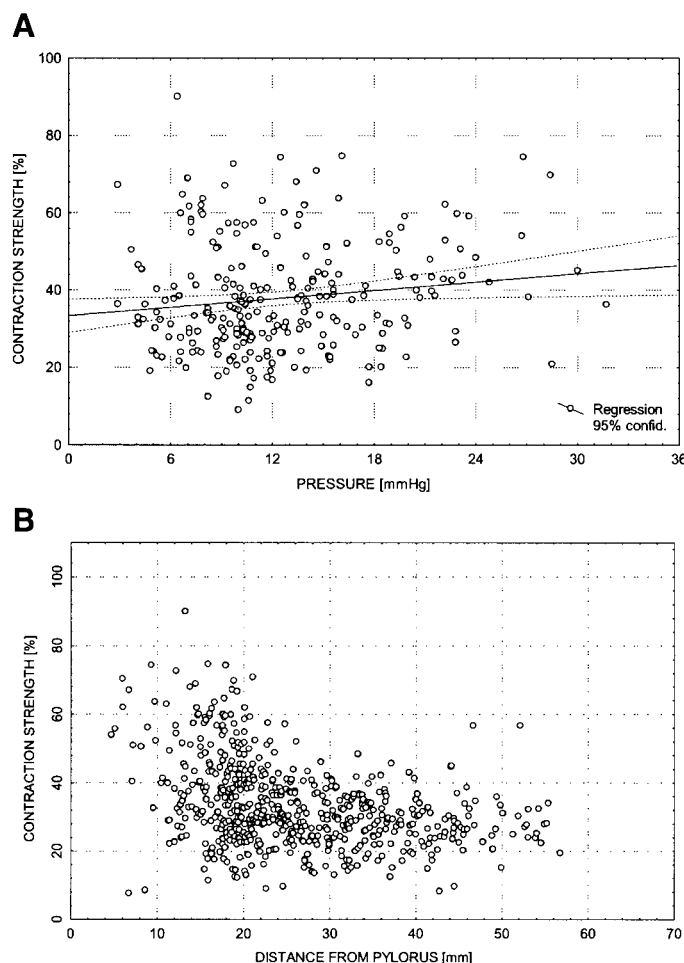 A
CONTRACTION STRENGTH [%]
100
80
60
40
20
0
Regression
95% confid.
0 6 12 18 24 30 36
PRESSURE [mmHg]
B
CONTRACTION STRENGTH [%]
100
80
60
40
20
0
0 10 20 30 40 50 60 70
DISTANCE FROM PYLORUS [mm]